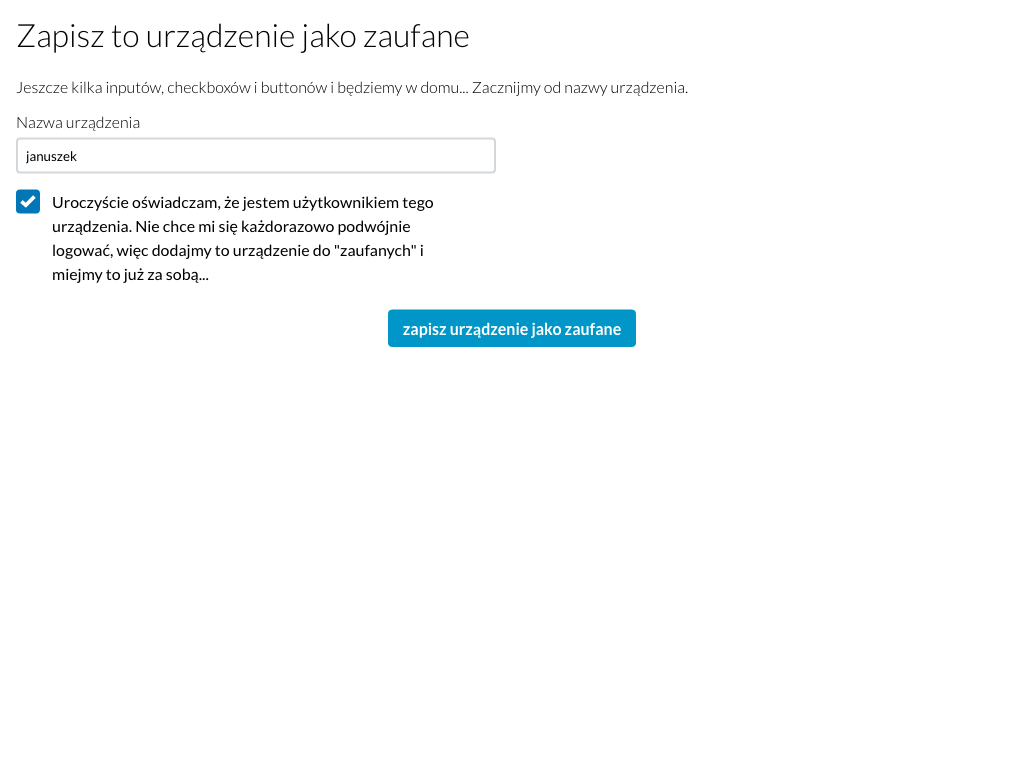 Zapisz to urządzenie jako zaufane
Jeszcze kilka inputów, checkboxów i buttonów i będziemy w domu... Zacznijmy od nazwy urządzenia.
Nazwa urządzenia
januszek
Uroczyście oświadczam, że jestem użytkownikiem tego
urządzenia. Nie chce mi się każdorazowo podwójnie
logować, więc dodajmy to urządzenie do "zaufanych" i
miejmy to już za sobą...
zapisz urządzenie jako zaufane